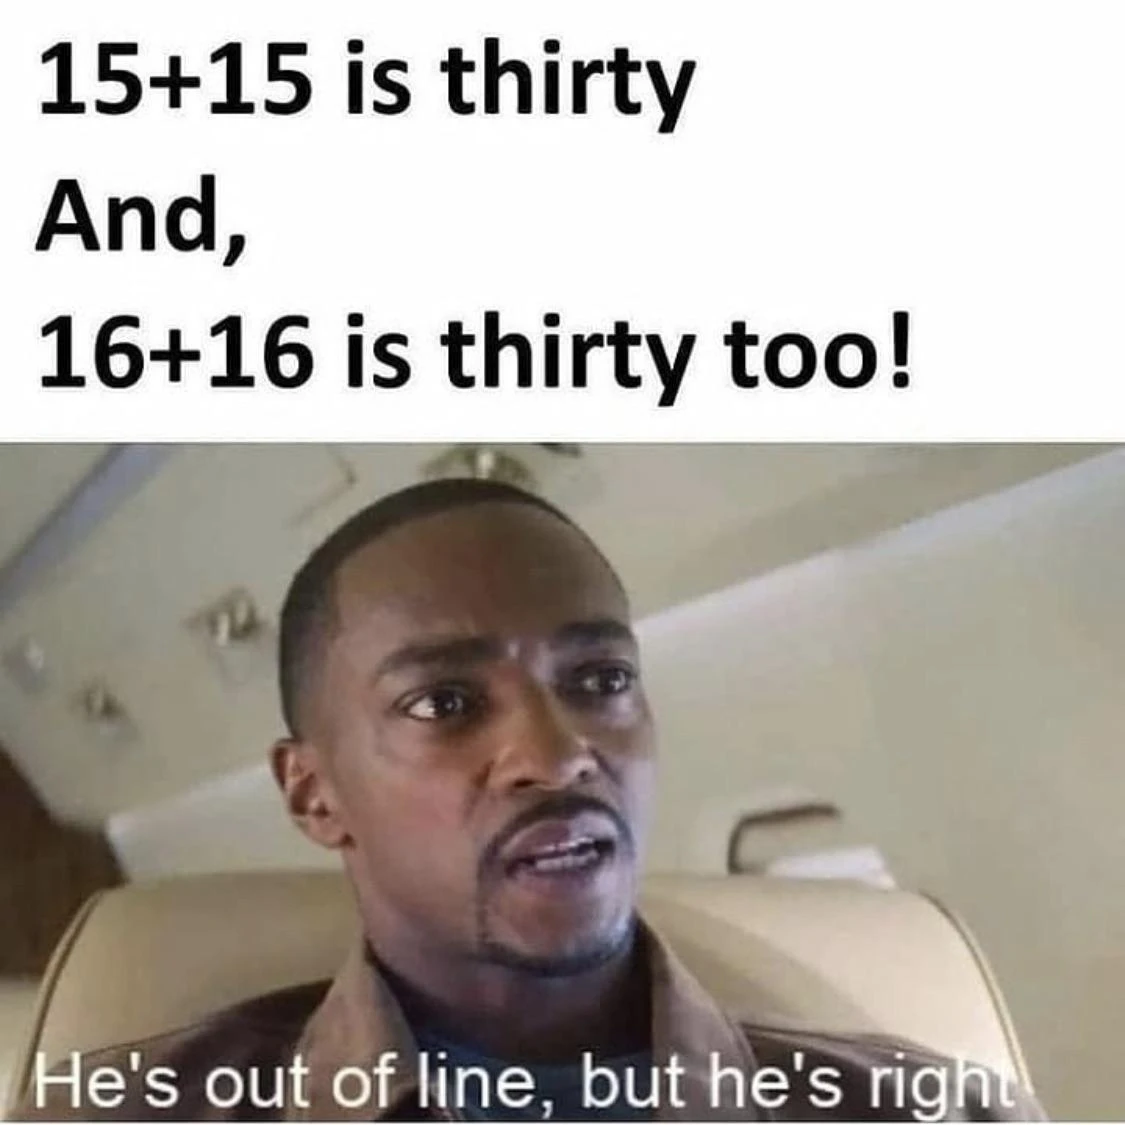 15+15 is thirty
And,
16+16 is thirty too!
He's out of line, but he's right